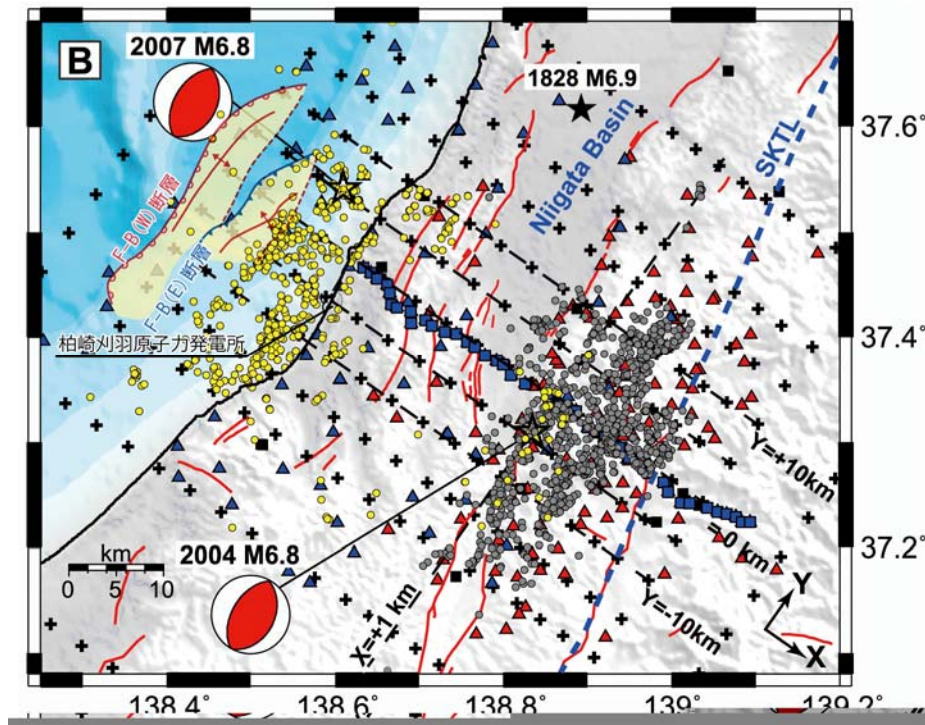 B
2007 M6.8
1828 M6.9
37.6°
Niigata Basin
SKTL
F-B(W)断層
F-B(E)断層
37.4°
柏崎刈羽原子力発電所
Y=+10km
=0 km
37.2°
km
0 5 10
2004 M6.8
X=+1 km
Y=-10km
Y
X
138.4°
138.6°
138.8°
139°
139.2°